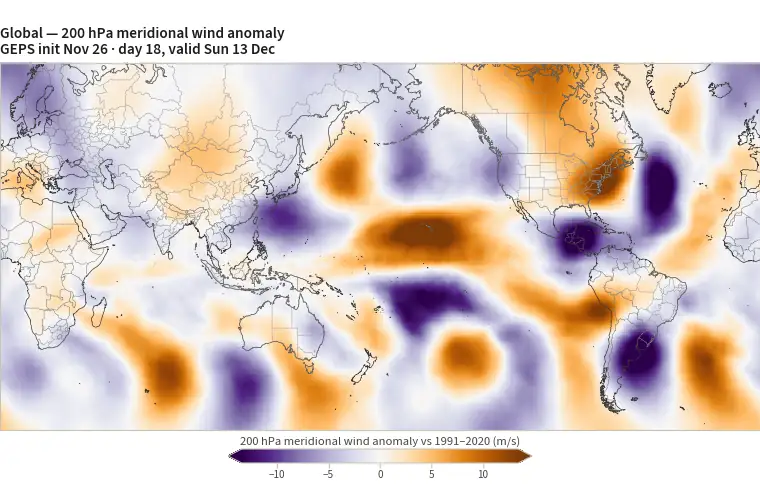 Global — 200 hPa meridional wind anomaly
GEPS init Nov 26 · day 18, valid Sun 13 Dec
200 hPa meridional wind anomaly vs 1991–2020 (m/s)
−10 −5 0 5 10